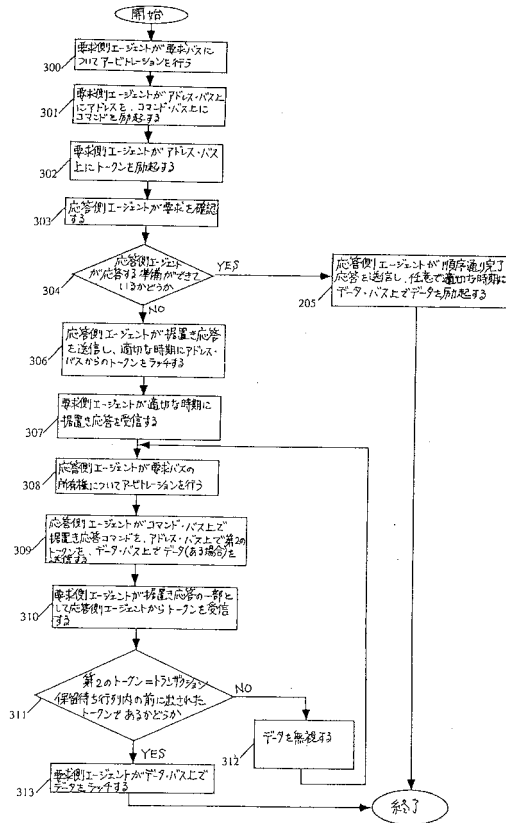 開始
300
要求側エージェントが要求バスに
ついてアービトレーションを行う
301
要求側エージェントがアドレス・バス上
にアドレスを、コマンド・バス上に
コマンドを励起する
302
要求側エージェントがアドレス・バス
上にトークンを励起する
303
応答側エージェントが要求を確認
する
304
応答側エージェント
が応答する準備ができて
いるかどうか
YES
NO
205
応答側エージェントが順序通り完了
応答を送信し、任意で適切な時期に
データ・バス上でデータを励起する
306
応答側エージェントが据置き応答
を送信し、適切な時期にアドレス・
バスからのトークンをラッチする
307
要求側エージェントが適切な時期に
据置き応答を受信する
308
応答側エージェントが要求バスの
所有権についてアービトレーションを行う
309
応答側エージェントがコマンド・バス上で
据置き応答コマンドを、アドレス・バス上で第2の
トークンを、データ・バス上でデータ(ある場合)を
送信する
310
要求側エージェントが据置き応答の一部と
して応答側エージェントからトークンを受信
する
311
第2のトークン=トランザクション
保留待ち行列内の前に出された
トークンであるかどうか
NO
YES
312
データを無視する
313
要求側エージェントがデータ・バス上で
データをラッチする
終了